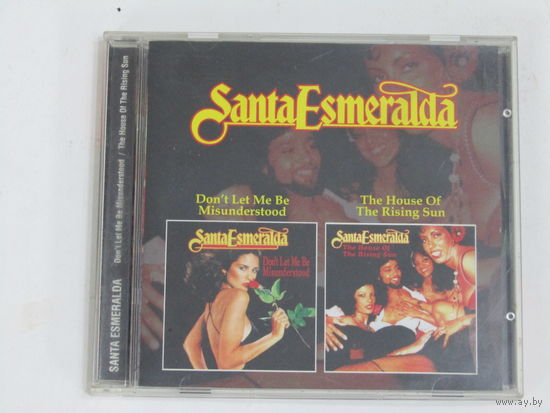 SANTA ESMERALDA Don't Let Me Be Misunderstood / The House Of The Rising Sun
Santa Esmeralda
Don't Let Me Be
Misunderstood
The House Of
The Rising Sun
Santa Esmeralda
Don't Let Me Be
Misunderstood
Santa Esmeralda
The House Of
The Rising Sun
www.ay.by